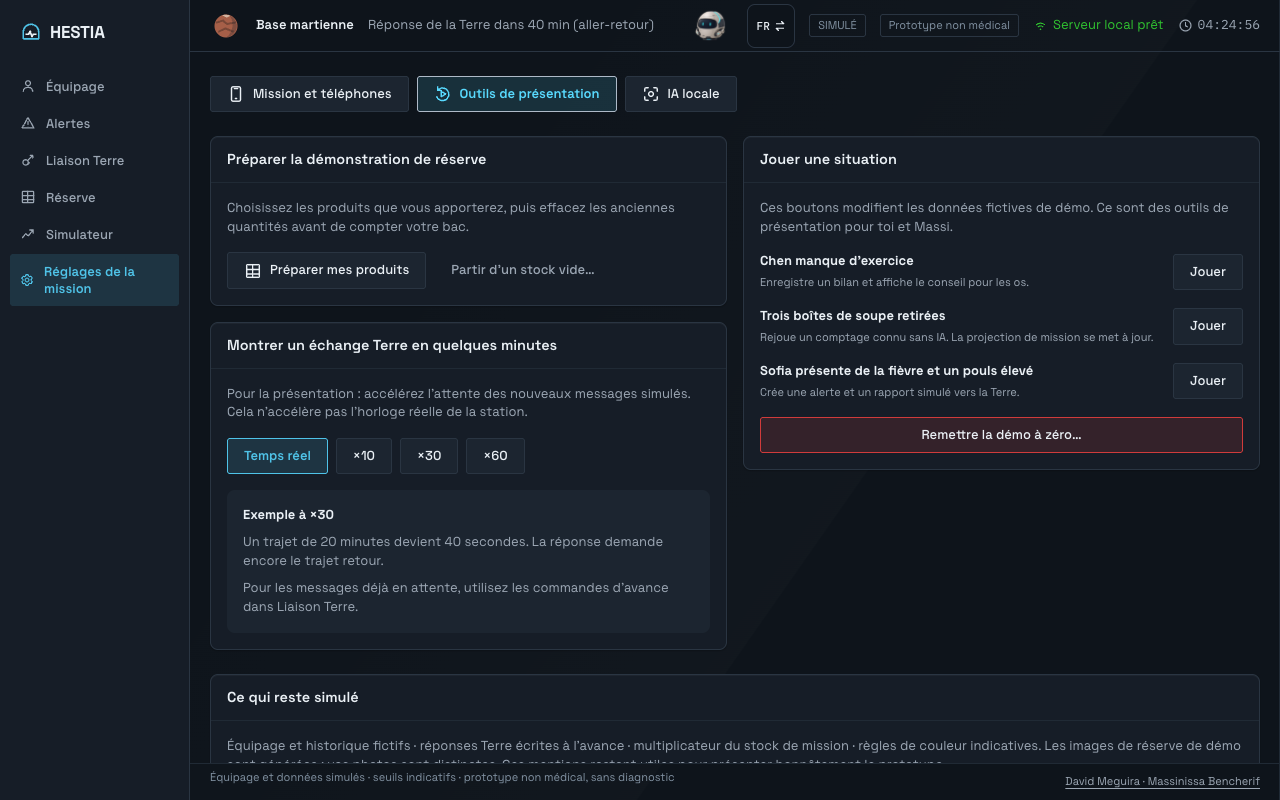 HESTIA
Équipage
Alertes
Liaison Terre
Réserve
Simulateur
Réglages de la
mission
Base martienne
Réponse de la Terre dans 40 min (aller-retour)
FR
SIMULÉ
Prototype non médical
Serveur local prêt
04:24:56
Mission et téléphones
Outils de présentation
IA locale
Préparer la démonstration de réserve
Choisissez les produits que vous apporterez, puis effacez les anciennes
quantités avant de compter votre bac.
Préparer mes produits
Partir d'un stock vide…
Montrer un échange Terre en quelques minutes
Pour la présentation : accélérez l'attente des nouveaux messages simulés.
Cela n'accélère pas l'horloge réelle de la station.
Temps réel
×10
×30
×60
Exemple à ×30
Un trajet de 20 minutes devient 40 secondes. La réponse demande
encore le trajet retour.
Pour les messages déjà en attente, utilisez les commandes d'avance
dans Liaison Terre.
Jouer une situation
Ces boutons modifient les données fictives de démo. Ce sont des outils de
présentation pour toi et Massi.
Chen manque d'exercice
Enregistre un bilan et affiche le conseil pour les os.
Jouer
Trois boîtes de soupe retirées
Rejoue un comptage connu sans IA. La projection de mission se met à jour.
Jouer
Sofia présente de la fièvre et un pouls élevé
Crée une alerte et un rapport simulé vers la Terre.
Jouer
Remettre la démo à zéro…
Ce qui reste simulé
Équipage et historique fictifs · réponses Terre écrites à l'avance · multiplicateur du stock de mission · règles de couleur indicatives. Les images de réserve de démo
Équipage et données simulés · seuils indicatifs · prototype non médical, sans diagnostic
David Meguira · Massinissa Bencherif